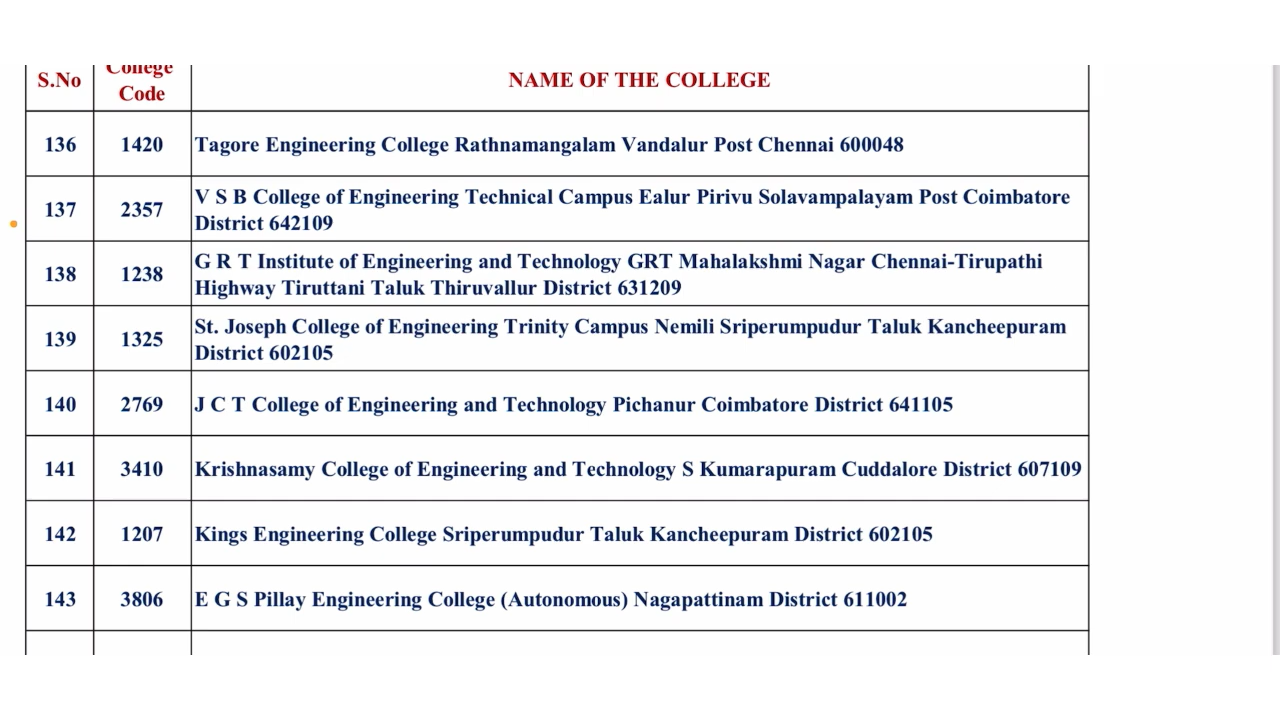 S.No College Code NAME OF THE COLLEGE
136 1420 Tagore Engineering College Rathnamangalam Vandalur Post Chennai 600048
137 2357 V S B College of Engineering Technical Campus Ealur Pirivu Solavampalayam Post Coimbatore
District 642109
138 1238 G R T Institute of Engineering and Technology GRT Mahalakshmi Nagar Chennai-Tirupathi
Highway Tiruttani Taluk Thiruvallur District 631209
139 1325 St. Joseph College of Engineering Trinity Campus Nemili Sriperumpudur Taluk Kancheepuram
District 602105
140 2769 J C T College of Engineering and Technology Pichanur Coimbatore District 641105
141 3410 Krishnasamy College of Engineering and Technology S Kumarapuram Cuddalore District 607109
142 1207 Kings Engineering College Sriperumpudur Taluk Kancheepuram District 602105
143 3806 E G S Pillay Engineering College (Autonomous) Nagapattinam District 611002